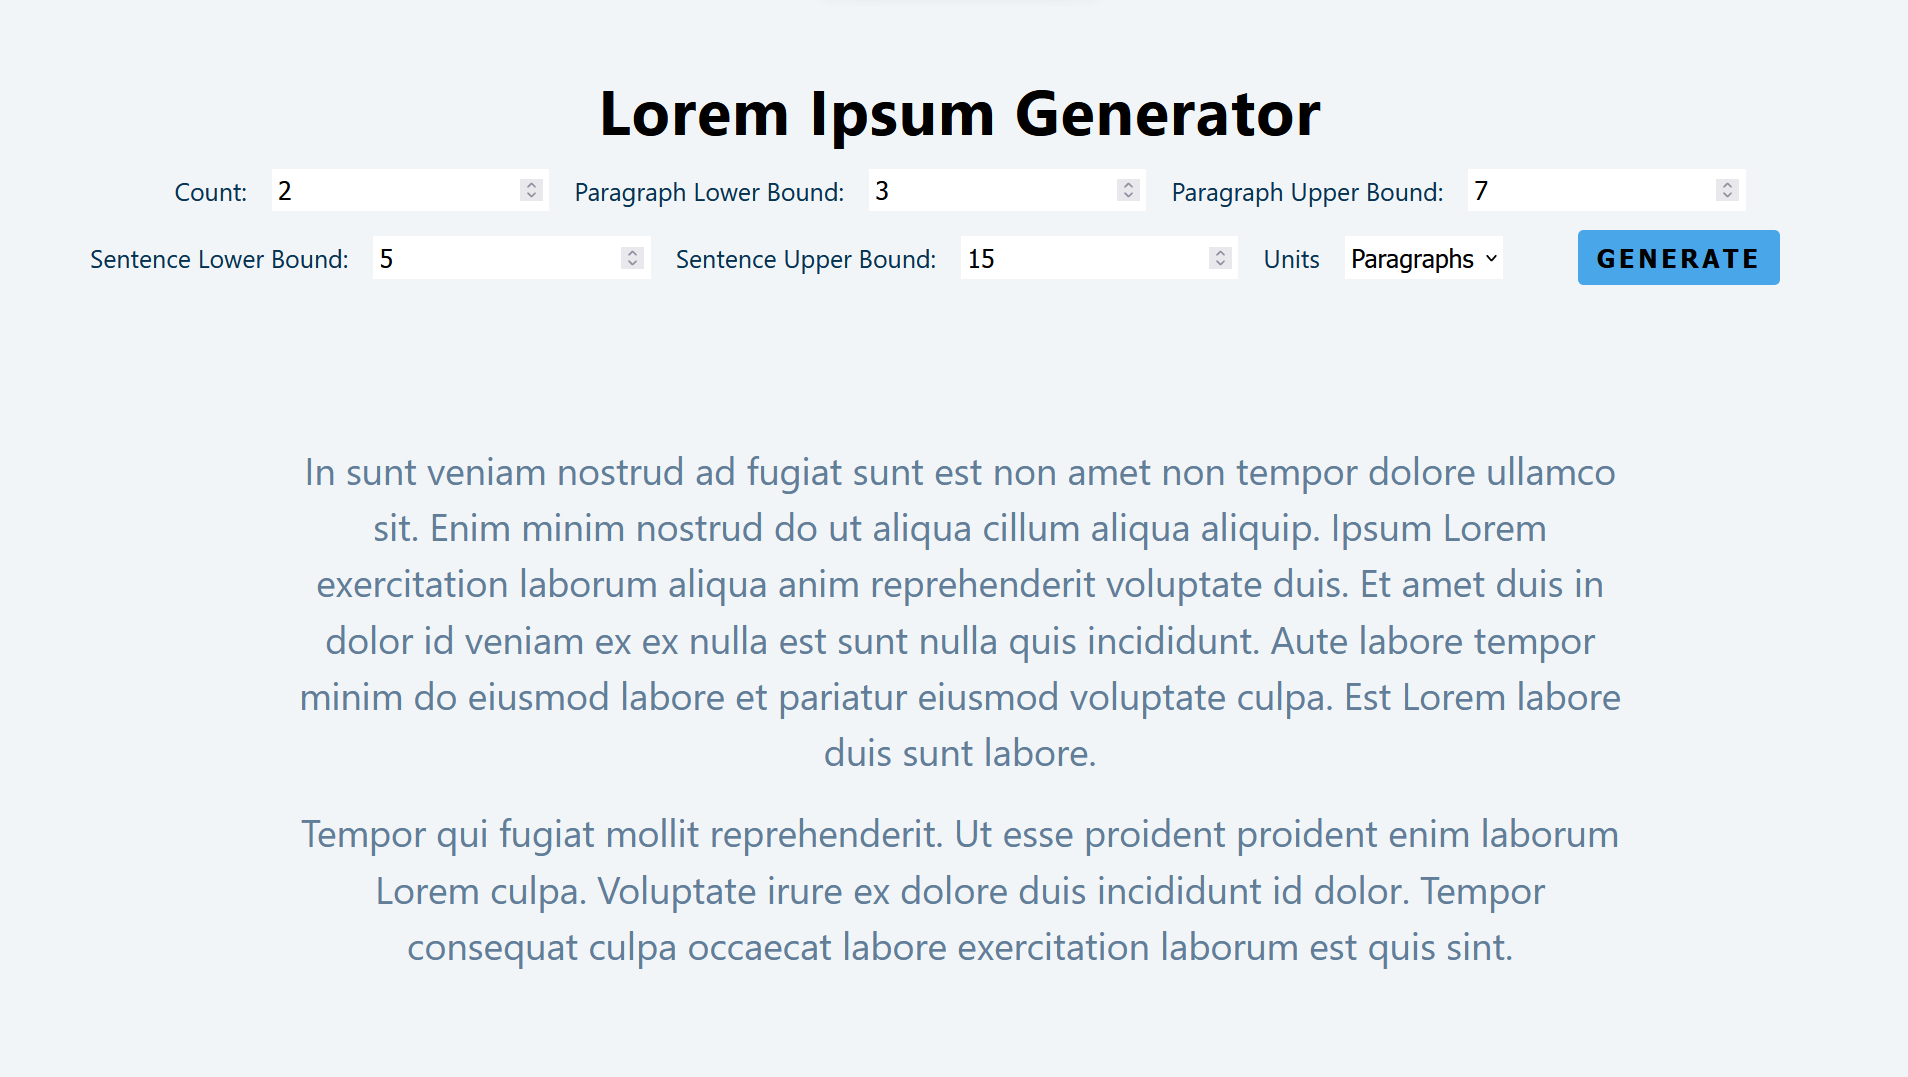 Lorem Ipsum Generator
Count: 2 Paragraph Lower Bound: 3 Paragraph Upper Bound: 7
Sentence Lower Bound: 5 Sentence Upper Bound: 15 Units Paragraphs GENERATE
In sunt veniam nostrud ad fugiat sunt est non amet non tempor dolore ullamco
sit. Enim minim nostrud do ut aliqua cillum aliqua aliquip. Ipsum Lorem
exercitation laborum aliqua anim reprehenderit voluptate duis. Et amet duis in
dolor id veniam ex ex nulla est sunt nulla quis incididunt. Aute labore tempor
minim do eiusmod labore et pariatur eiusmod voluptate culpa. Est Lorem labore
duis sunt labore.
Tempor qui fugiat mollit reprehenderit. Ut esse proident proident enim laborum
Lorem culpa. Voluptate irure ex dolore duis incididunt id dolor. Tempor
consequat culpa occaecat labore exercitation laborum est quis sint.